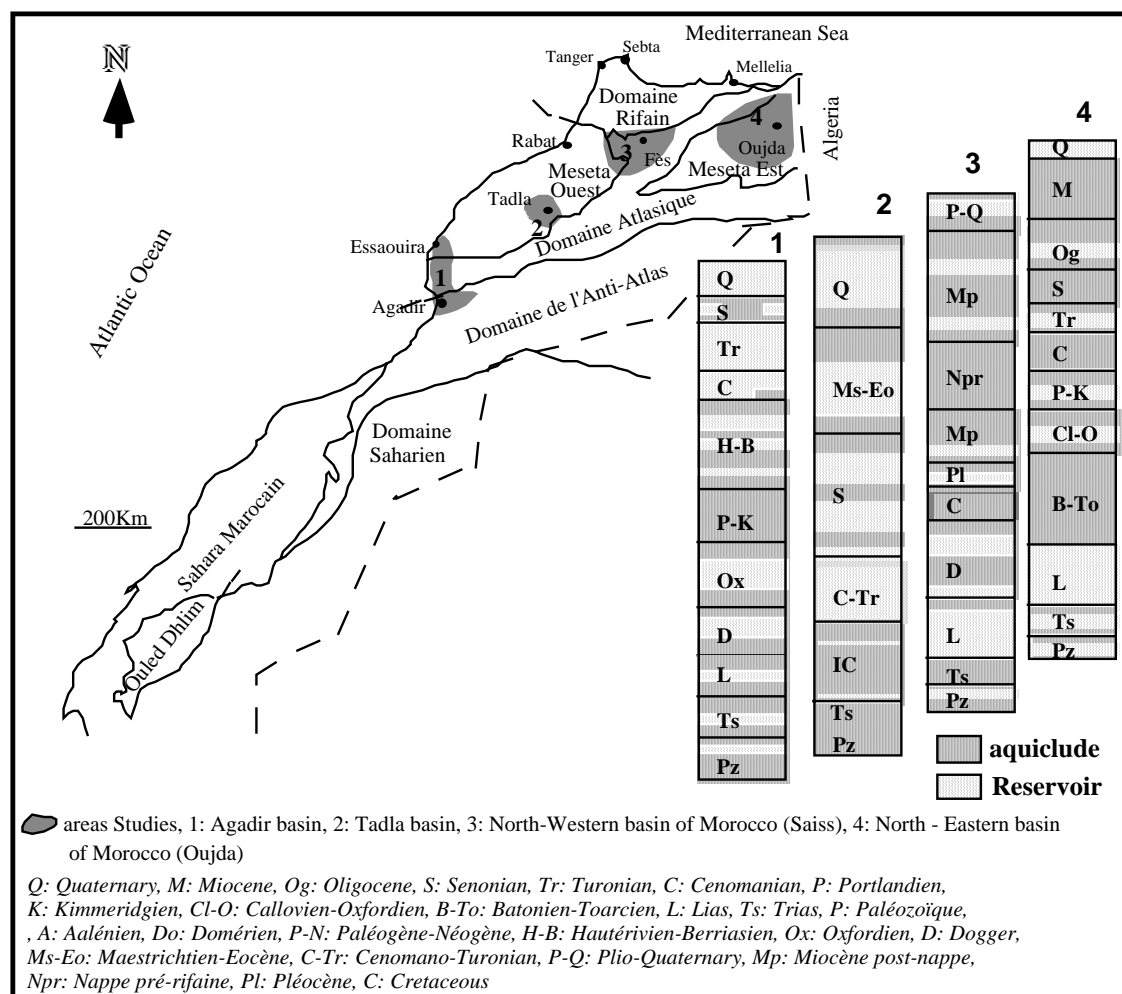 N
Mediterranean Sea
Sebta
Tanger
Mellelia
Domaine
Rifain
4
Algeria
Rabat
3
Fès
Oujda
Meseta
Ouest
Meseta Est
Tadla
2
Domaine Atlasique
Essaouira
1
Agadir
Domaine de l'Anti-Atlas
Atlantic Ocean
Domaine
Saharien
200Km
Sahara Marocain
Ouled Dhlim
1
Q
S
Tr
C
H-B
P-K
Ox
D
L
Ts
Pz
2
Q
Ms-Eo
S
C-Tr
IC
Ts
Pz
3
P-Q
Mp
Npr
Mp
Pl
C
D
L
Ts
Pz
4
Q
M
Og
S
Tr
C
P-K
Cl-O
B-To
L
Ts
Pz
aquiclude
Reservoir
areas Studies, 1: Agadir basin, 2: Tadla basin, 3: North-Western basin of Morocco (Saiss), 4: North - Eastern basin
of Morocco (Oujda)
Q: Quaternary, M: Miocene, Og: Oligocene, S: Senonian, Tr: Turonian, C: Cenomanian, P: Portlandien,
K: Kimmeridgien, Cl-O: Callovien-Oxfordien, B-To: Batonien-Toarcien, L: Lias, Ts: Trias, P: Paléozoïque,
, A: Aalénien, Do: Domérien, P-N: Paléogène-Néogène, H-B: Hautérivien-Berriasien, Ox: Oxfordien, D: Dogger,
Ms-Eo: Maestrichtien-Eocène, C-Tr: Cenomano-Turonian, P-Q: Plio-Quaternary, Mp: Miocène post-nappe,
Npr: Nappe pré-rifaine, Pl: Pléocène, C: Cretaceous